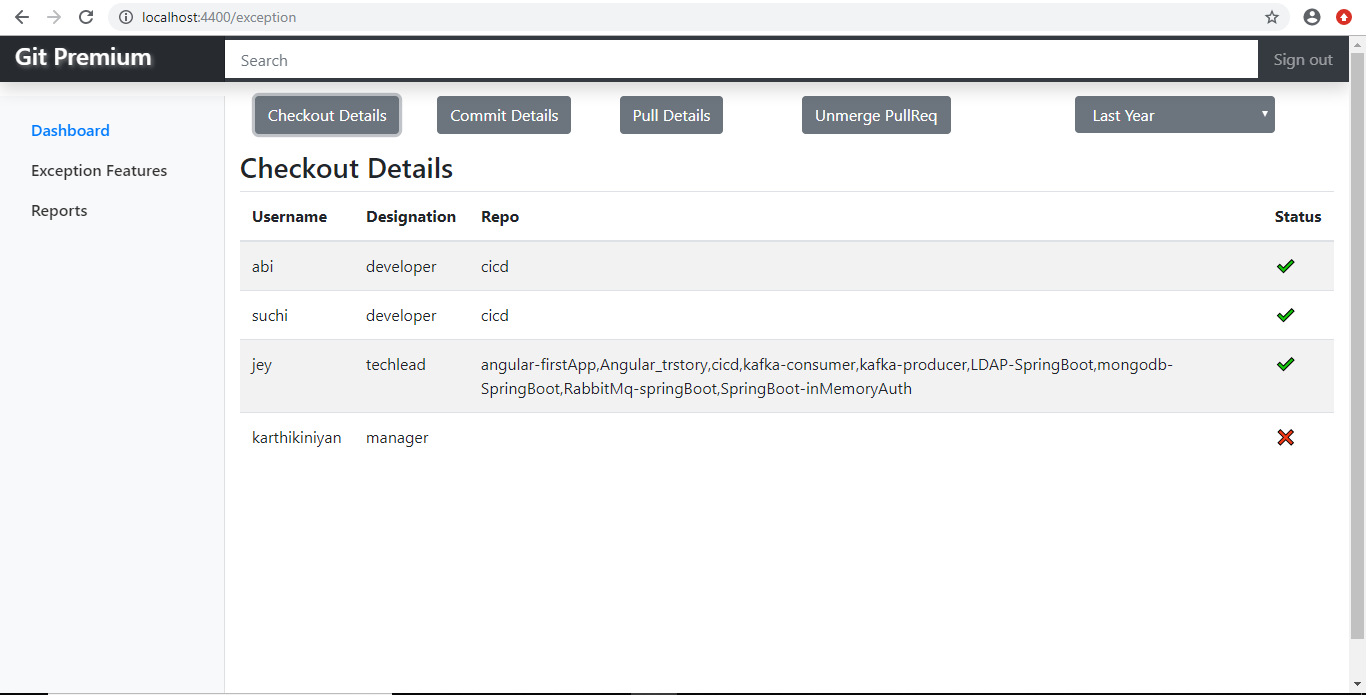 localhost:4400/exception
Git Premium
Search
Sign out
Dashboard
Exception Features
Reports
Checkout Details
Commit Details
Pull Details
Unmerge PullReq
Last Year
Checkout Details
Username Designation Repo Status
abi developer cicd
suchi developer cicd
jey techlead angular-firstApp,Angular_trstory,cicd,kafka-consumer,kafka-producer,LDAP-SpringBoot,mongodb-
SpringBoot,RabbitMq-springBoot,SpringBoot-inMemoryAuth
karthikiniyan manager